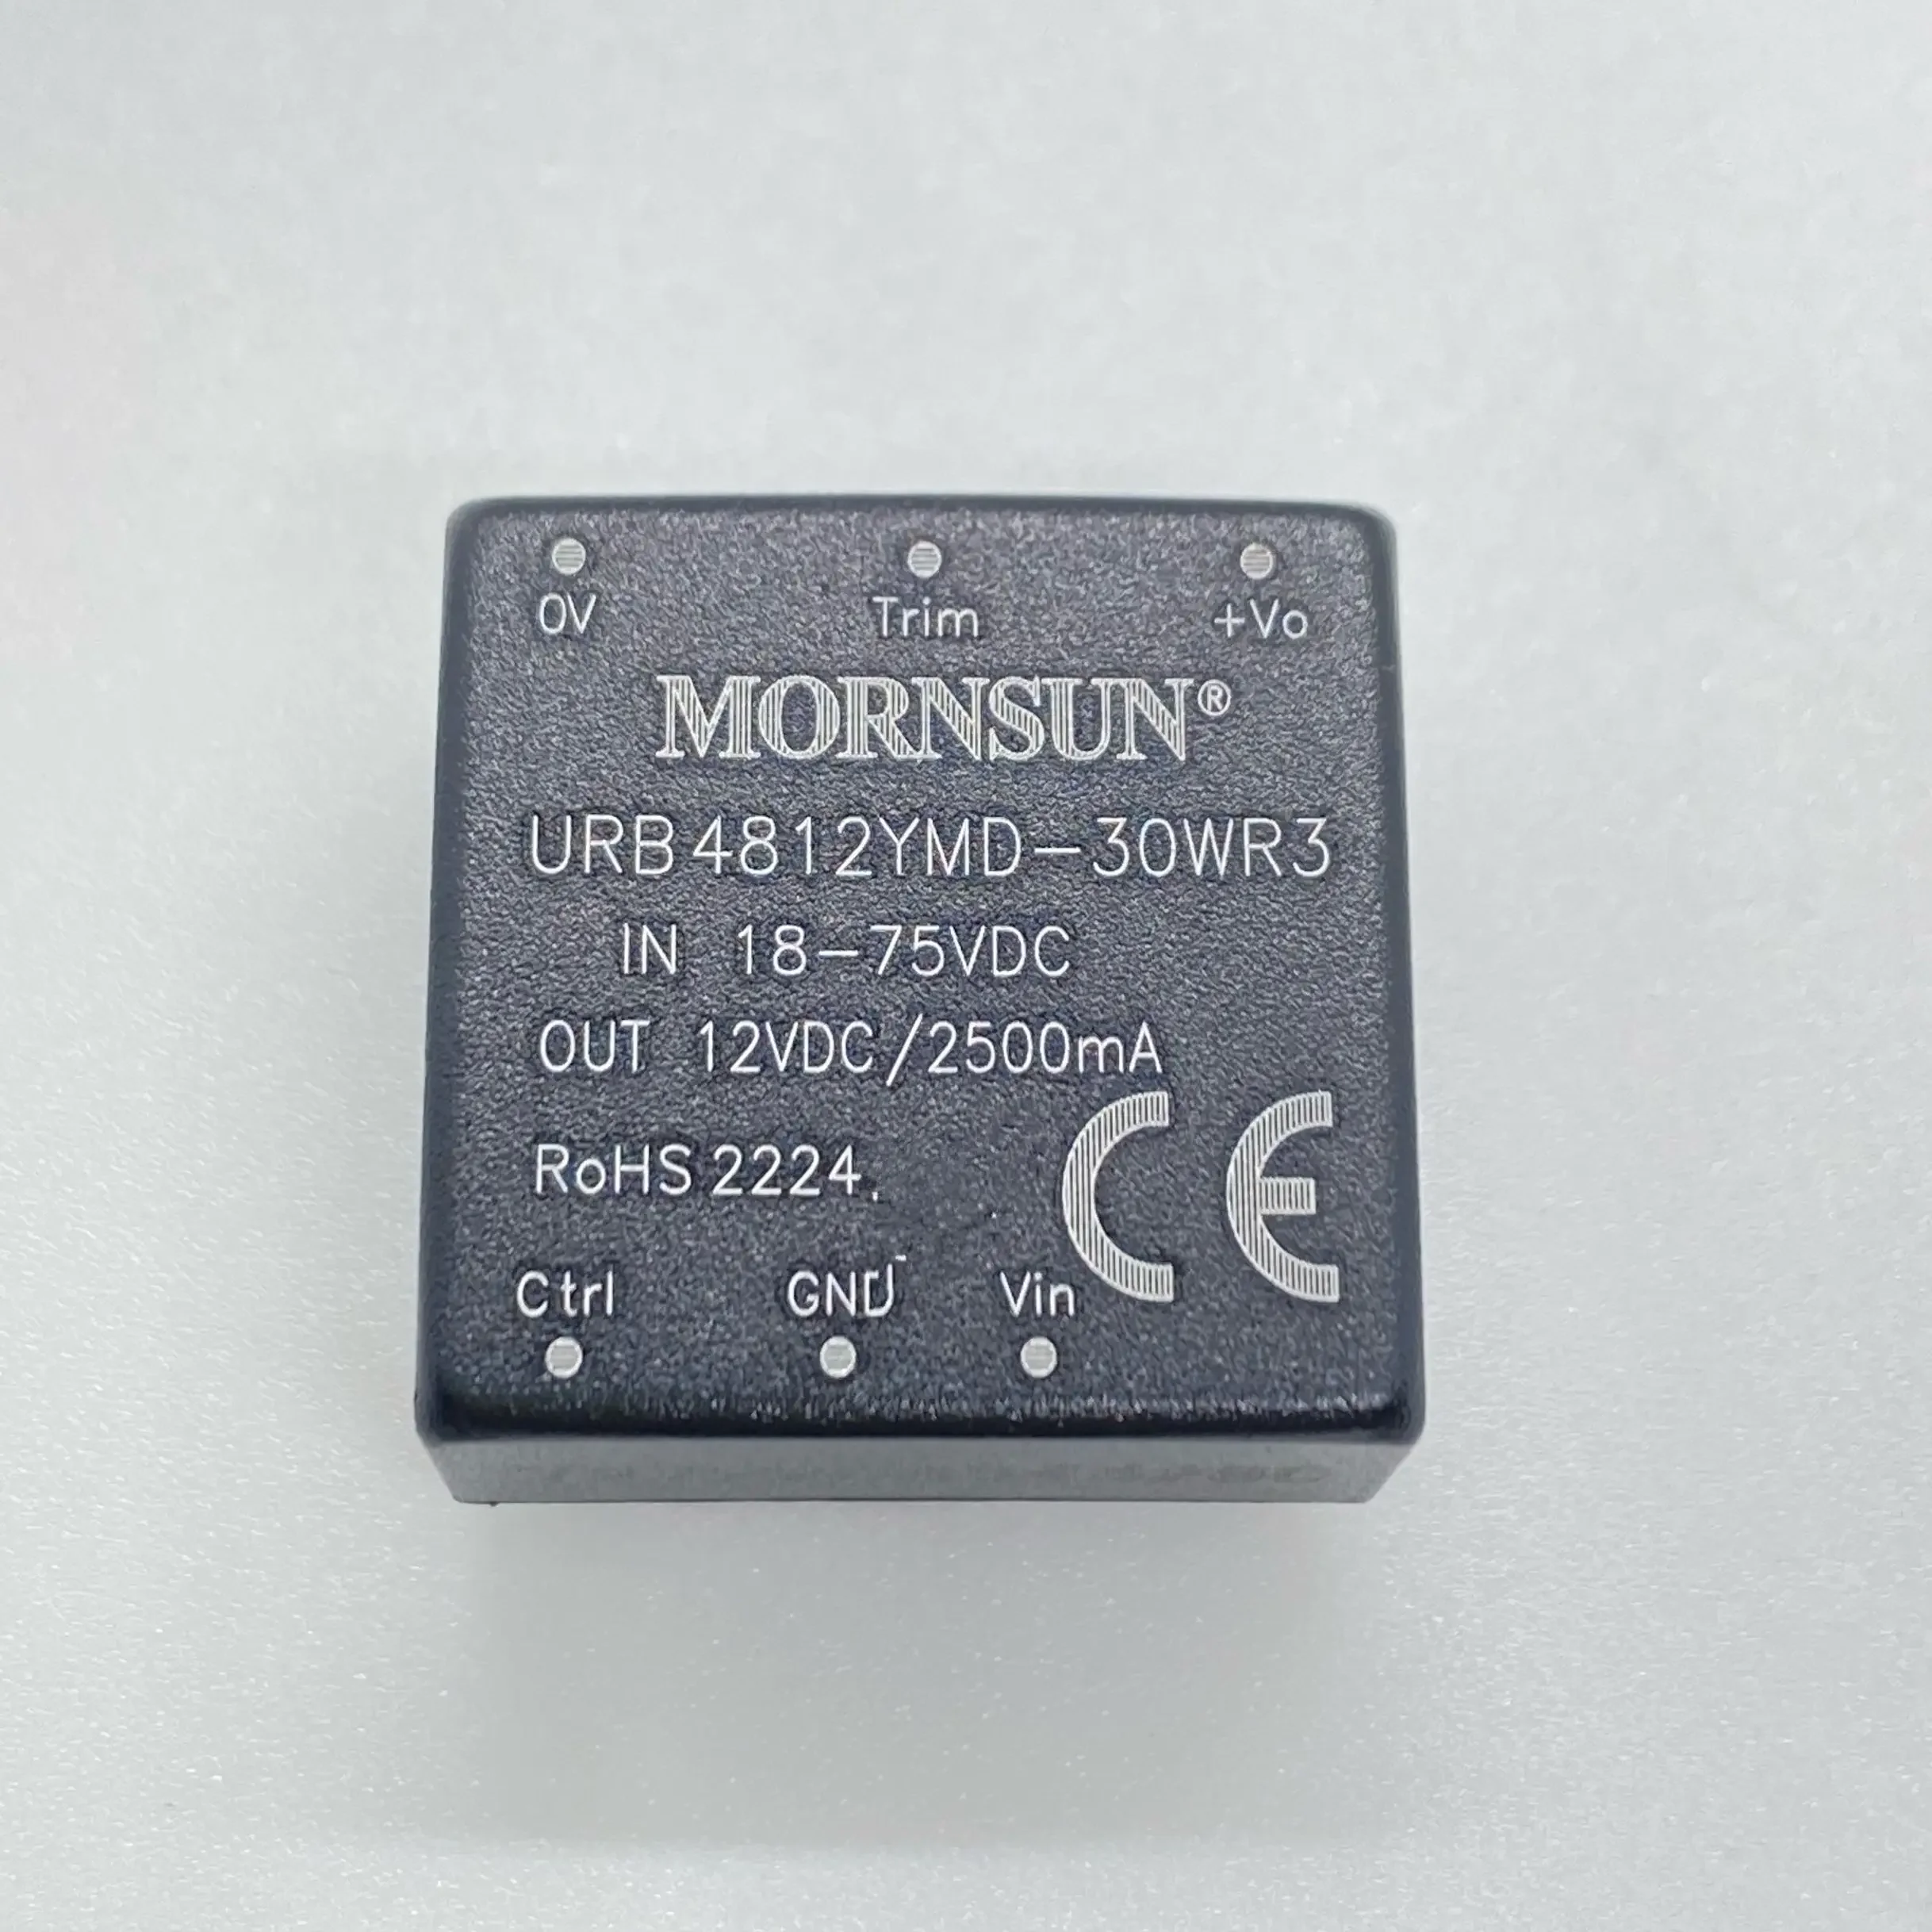 0V Trim +Vo
MORNSUN®
URB4812YMD-30WR3
IN 18-75VDC
OUT 12VDC/2500mA
RoHS 2224.
CE
Ctrl GND Vin